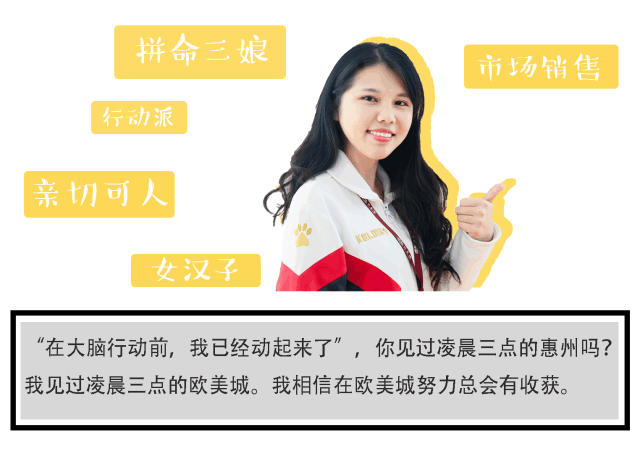 拼命三娘
市场销售
行动派
亲切可人
女汉子
“在大脑行动前，我已经动起来了”，你见过凌晨三点的惠州吗？
我见过凌晨三点的欧美城。我相信在欧美城努力总会有收获。